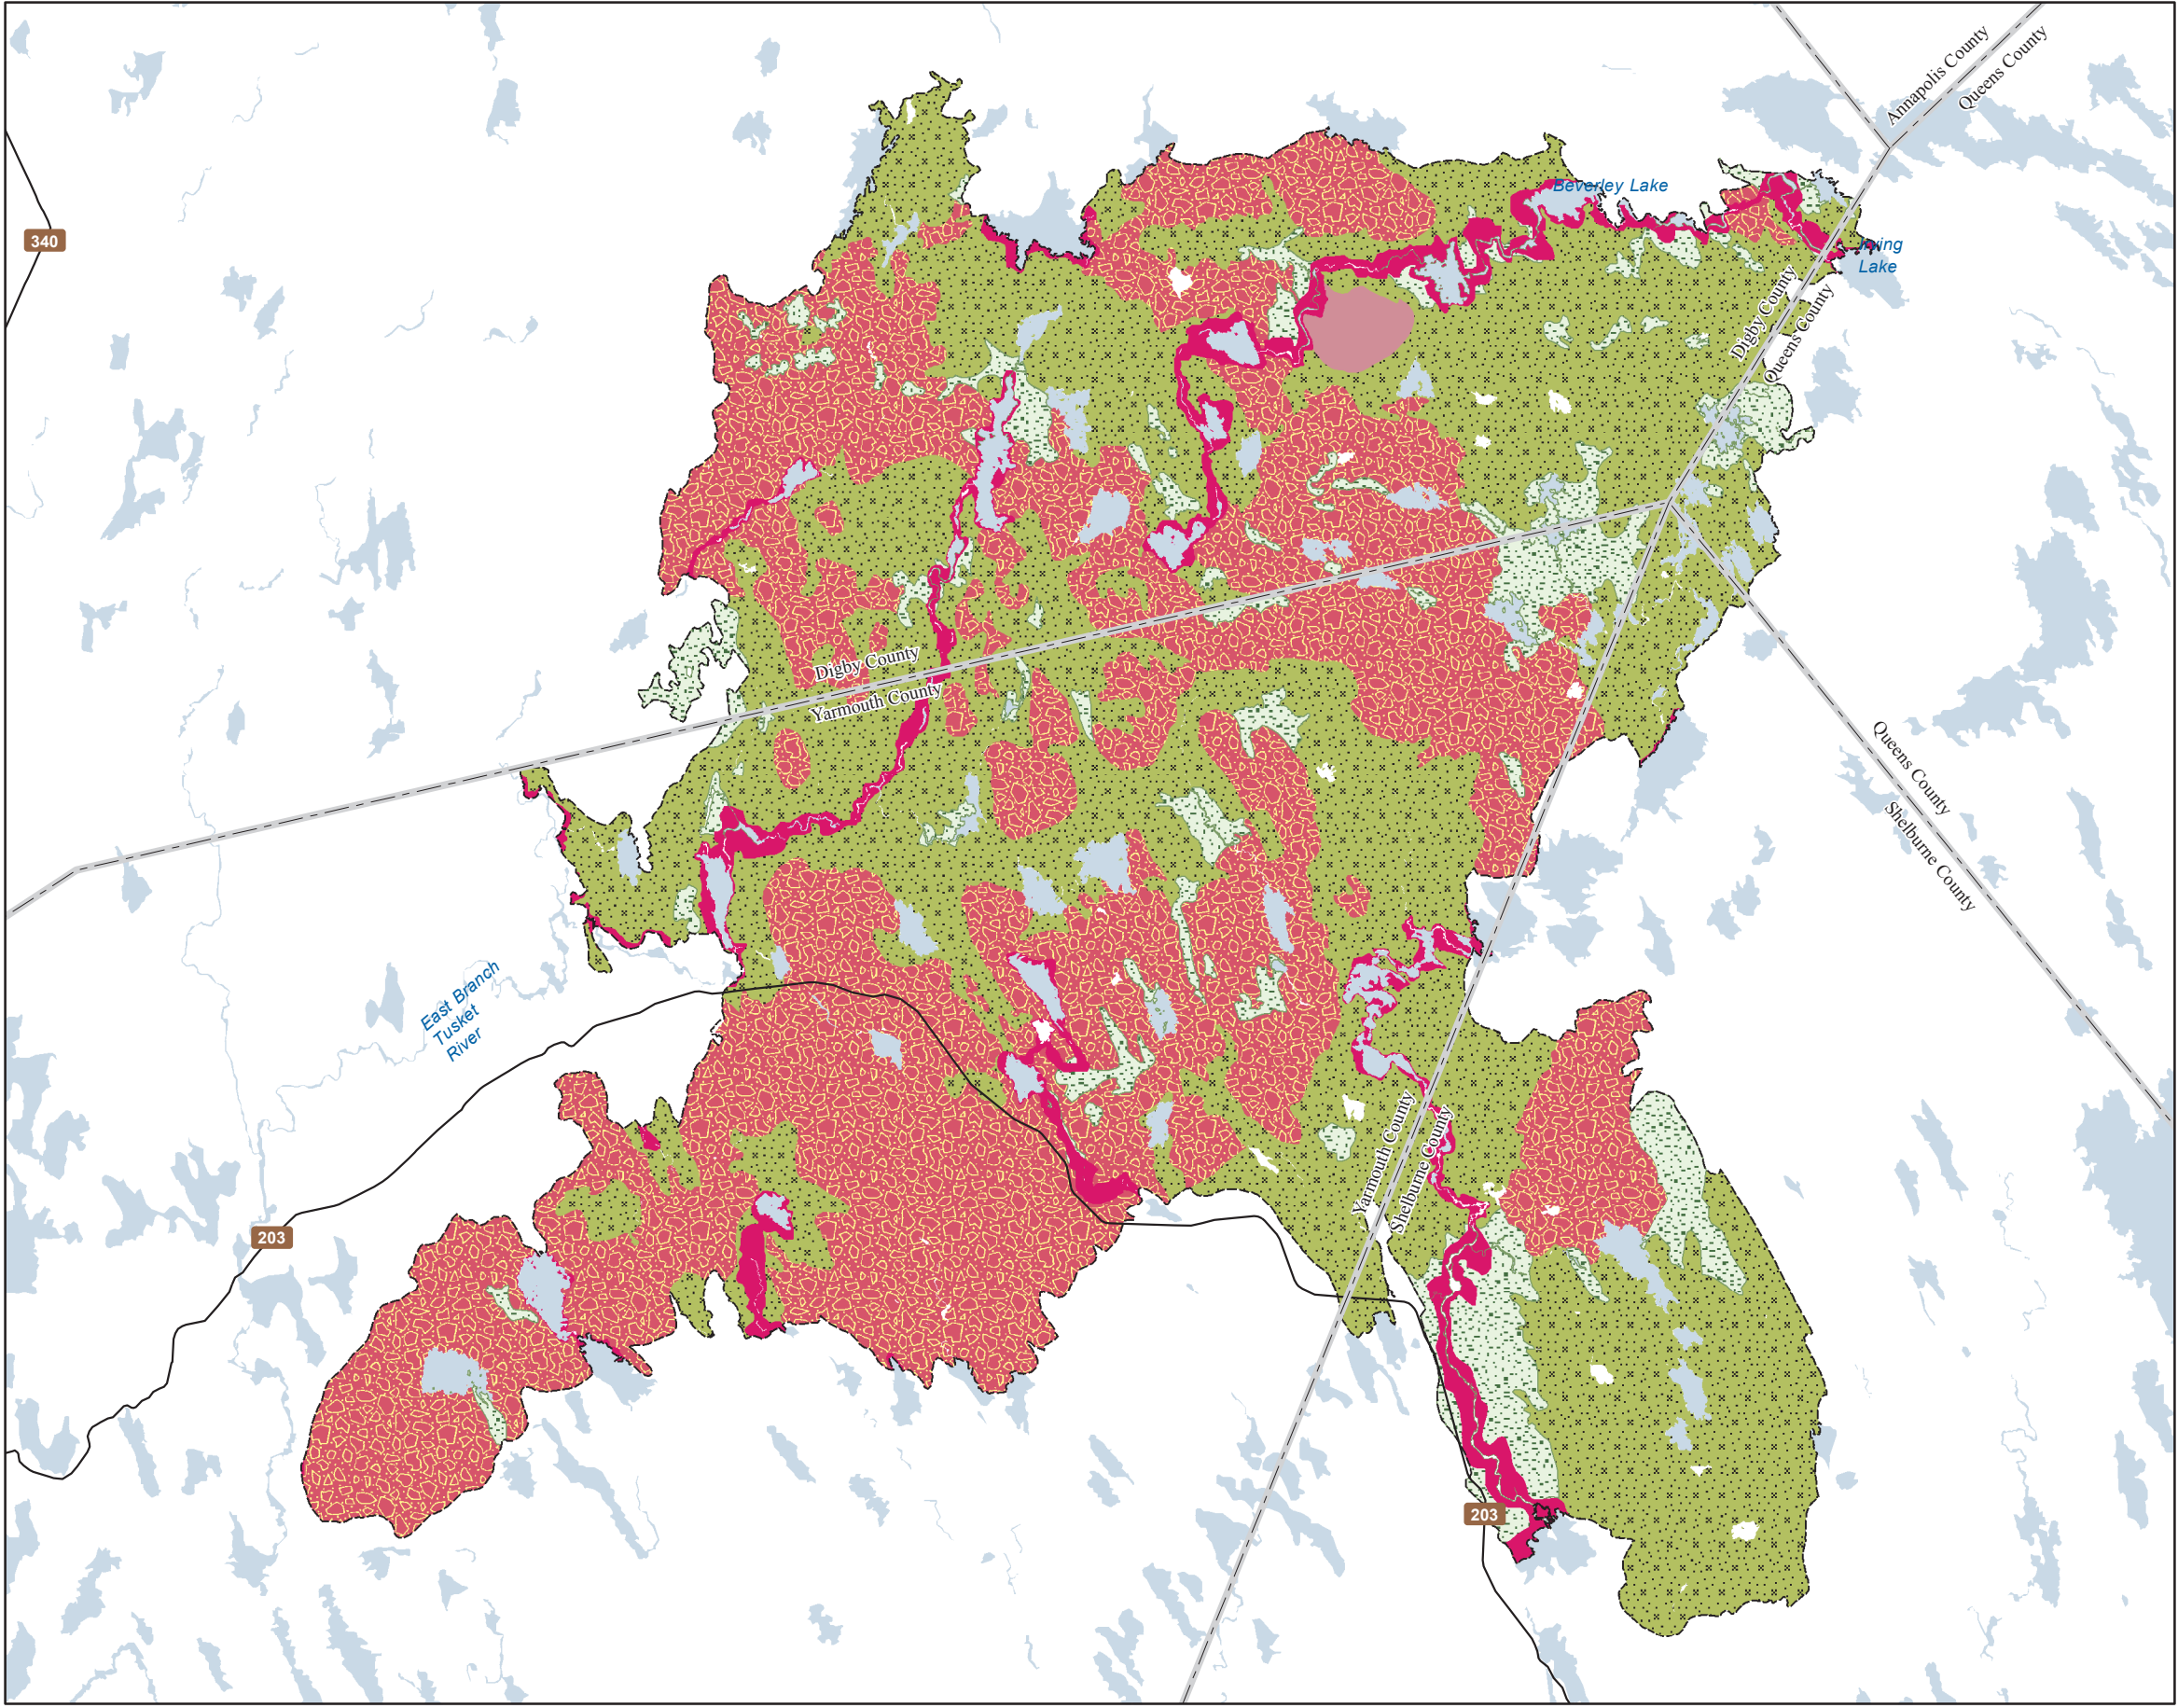 Annapolis County
Queens County
Beverley Lake
340
Irving
Lake
Digby County
Queens County
Digby County
Yarmouth County
Queens County
Shelburne County
East Branch
Tusket
River
Yarmouth County
Shelburne County
203
203